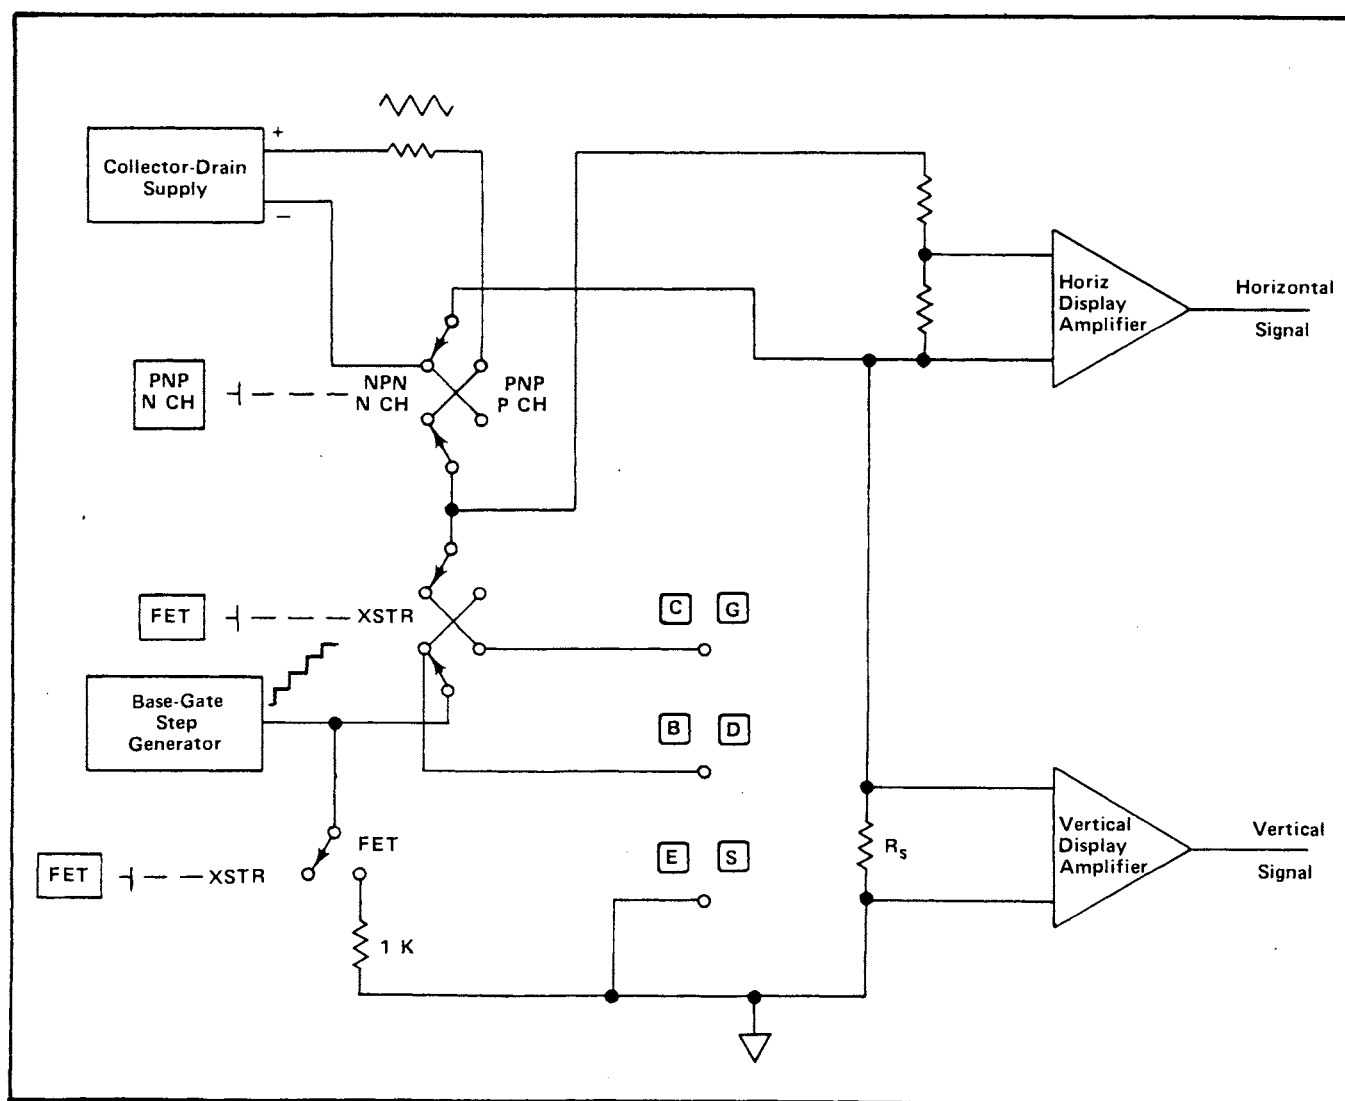 Collector-Drain
Supply
+
−
Horiz
Display
Amplifier
Horizontal
Signal
PNP
N CH
NPN
N CH
PNP
P CH
FET
XSTR
C G
Base-Gate
Step
Generator
B D
FET
XSTR
FET
1 K
E S
RS
Vertical
Display
Amplifier
Vertical
Signal